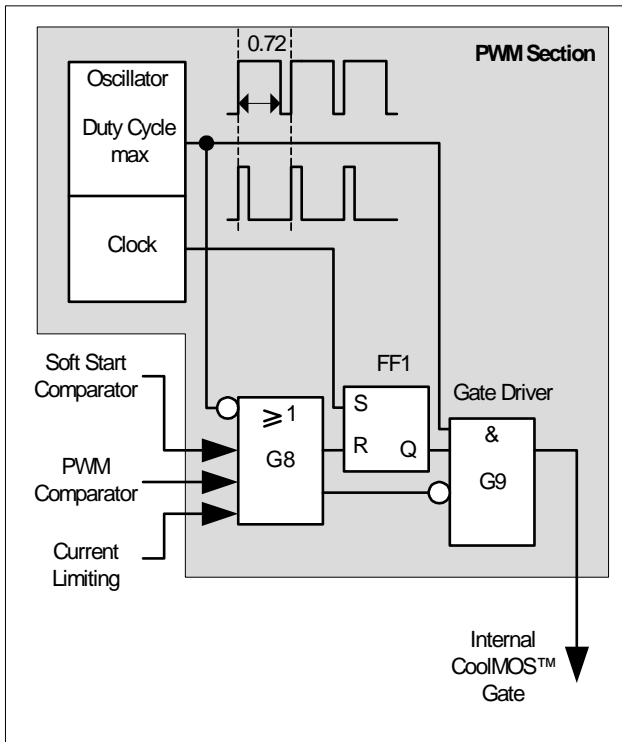 0.72
PWM Section
Oscillator
Duty Cycle
max
Clock
Soft Start
Comparator
PWM
Comparator
Current
Limiting
≥1
G8
FF1
S
R
Q
Gate Driver
&
G9
Internal
CoolMOS™
Gate